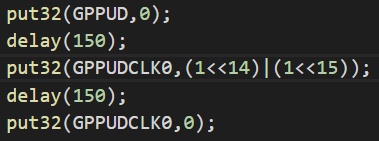 put32(GPPUD,0);
delay(150);
put32(GPPUDCLK0,(1<<14)|(1<<15));
delay(150);
put32(GPPUDCLK0,0);